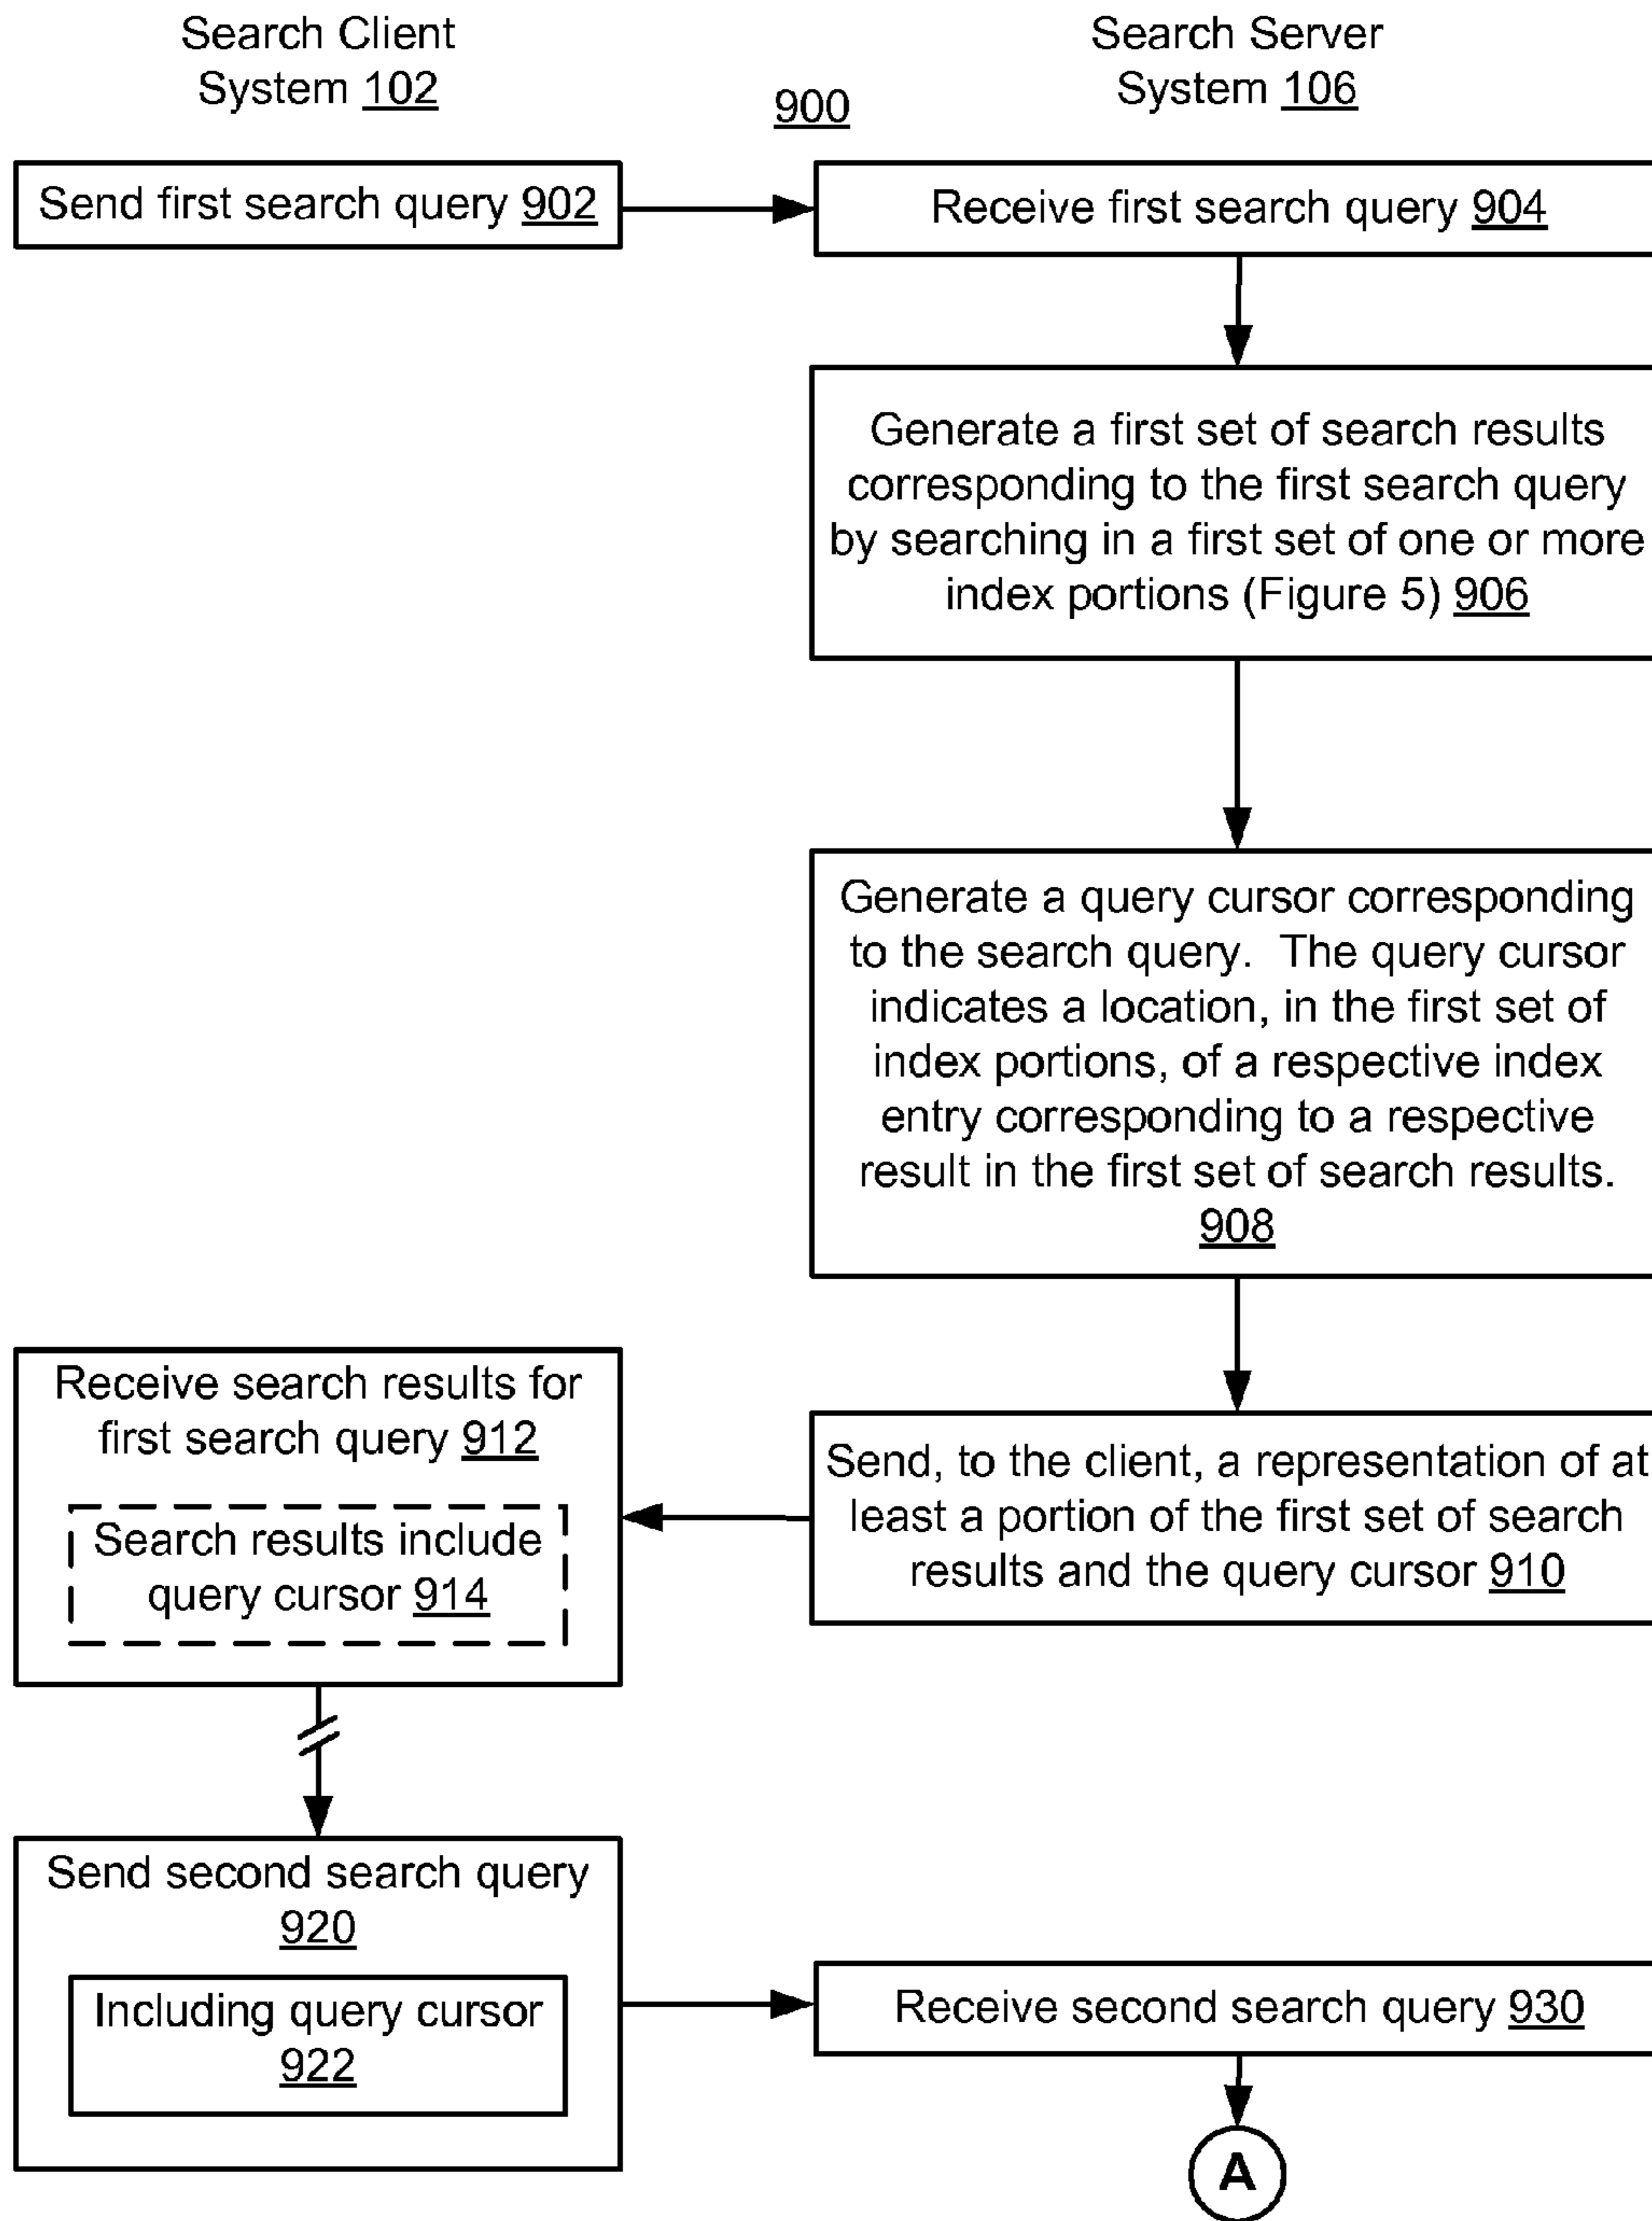 Search Client
System 102
Search Server
System 106
900
Send first search query 902
Receive first search query 904
Generate a first set of search results
corresponding to the first search query
by searching in a first set of one or more
index portions (Figure 5) 906
Generate a query cursor corresponding
to the search query. The query cursor
indicates a location, in the first set of
index portions, of a respective index
entry corresponding to a respective
result in the first set of search results.
908
Receive search results for
first search query 912
Search results include
query cursor 914
Send, to the client, a representation of at
least a portion of the first set of search
results and the query cursor 910
Send second search query
920
Including query cursor
922
Receive second search query 930
A